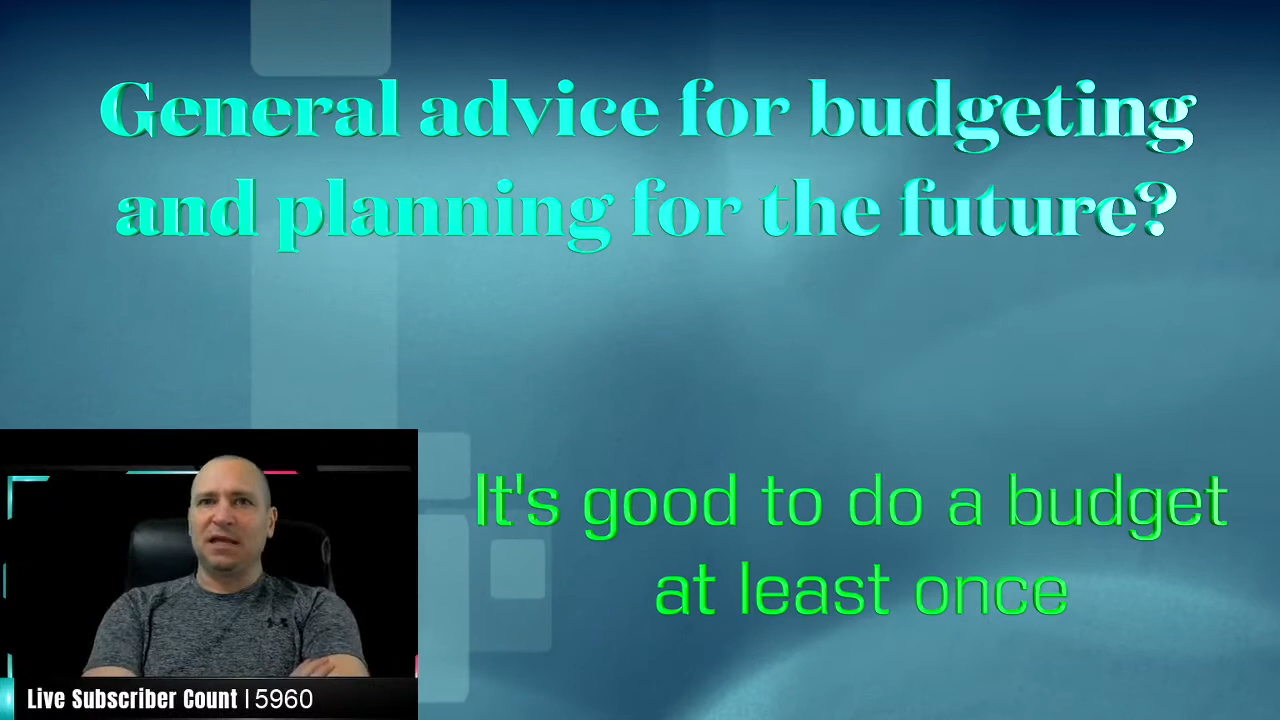 General advice for budgeting
and planning for the future?
It's good to do a budget
at least once
Live Subscriber Count | 5960